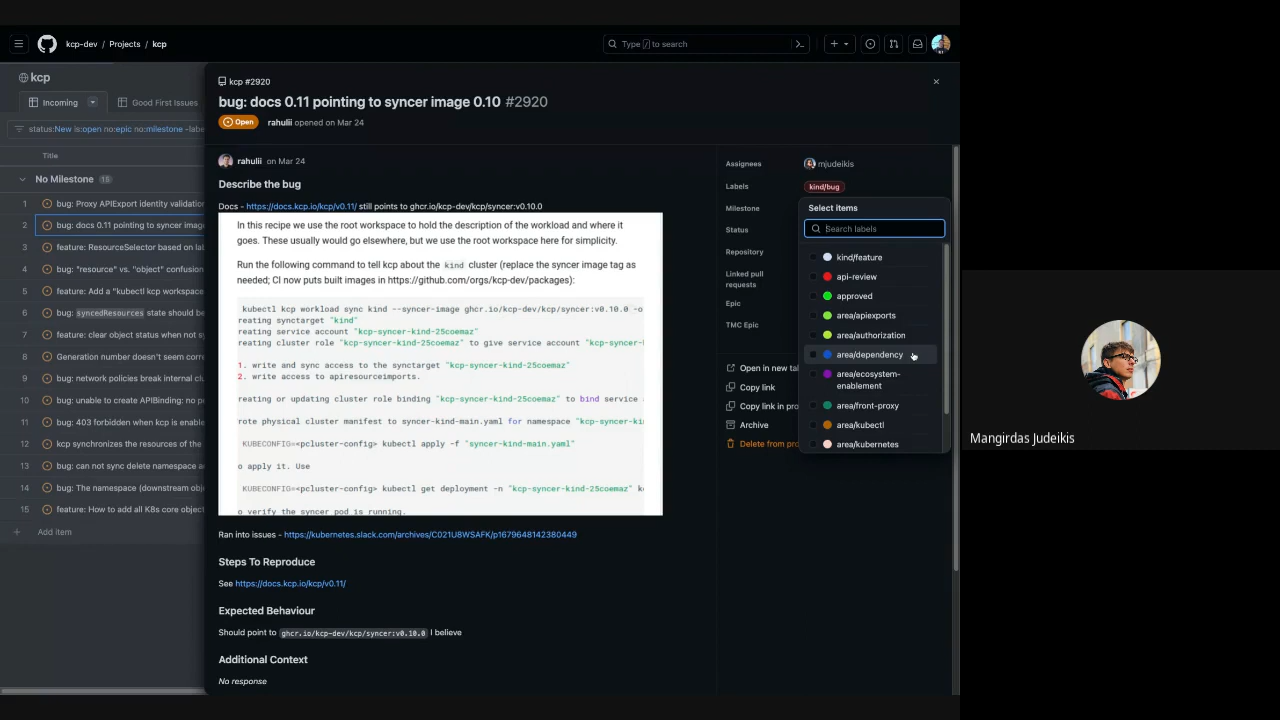 kcp-dev / Projects / kcp
Type / to search
kcp
Incoming
Good First Issues
status:New is:open no:epic no:milestone -labe
Title
No Milestone 15
1 bug: Proxy APIExport identity validation
2 bug: docs 0.11 pointing to syncer image
3 feature: ResourceSelector based on lab
4 bug: "resource" vs. "object" confusion
5 feature: Add a "kubectl kcp workspace
6 bug: syncedResources state should be
7 feature: clear object status when not sy
8 Generation number doesn't seem correc
9 bug: network policies break internal clu
10 bug: unable to create APIBinding: no pe
11 bug: 403 forbidden when kcp is enable
12 kcp synchronizes the resources of the
13 bug: can not sync delete namespace a
14 bug: The namespace (downstream obje
15 feature: How to add all K8s core object
Add item
kcp #2920
bug: docs 0.11 pointing to syncer image 0.10 #2920
Open
rahulii opened on Mar 24
rahulii on Mar 24
Describe the bug
Docs - https://docs.kcp.io/kcp/v0.11/ still points to ghcr.io/kcp-dev/kcp/syncer:v0.10.0
In this recipe we use the root workspace to hold the description of the workload and where it
goes. These usually would go elsewhere, but we use the root workspace here for simplicity.
Run the following command to tell kcp about the kind cluster (replace the syncer image tag as
needed; CI now puts built images in https://github.com/orgs/kcp-dev/packages):
kubectl kcp workload sync kind --syncer-image ghcr.io/kcp-dev/kcp/syncer:v0.10.0 -o
reating synctarget "kind"
reating service account "kcp-syncer-kind-25coemaz"
reating cluster role "kcp-syncer-kind-25coemaz" to give service account "kcp-syncer-k
1. write and sync access to the synctarget "kcp-syncer-kind-25coemaz"
2. write access to apiresourceimports.
reating or updating cluster role binding "kcp-syncer-kind-25coemaz" to bind service a
rote physical cluster manifest to syncer-kind-main.yaml for namespace "kcp-syncer-kin
KUBECONFIG=<pcluster-config> kubectl apply -f "syncer-kind-main.yaml"
o apply it. Use
KUBECONFIG=<pcluster-config> kubectl get deployment -n "kcp-syncer-kind-25coemaz" k
o verify the syncer pod is running.
Ran into issues - https://kubernetes.slack.com/archives/C021U8WSAFK/p1679648142380449
Steps To Reproduce
See https://docs.kcp.io/kcp/v0.11/
Expected Behaviour
Should point to ghcr.io/kcp-dev/kcp/syncer:v0.10.0 I believe
Additional Context
No response
Assignees
mjudeikis
Labels
kind/bug
Milestone
Status
Repository
Linked pull
requests
Epic
TMC Epic
Open in new tal
Copy link
Copy link in pro
Archive
Delete from pro
Select items
Search labels
kind/feature
api-review
approved
area/apiexports
area/authorization
area/dependency
area/ecosystem-
enablement
area/front-proxy
area/kubectl
area/kubernetes
Mangirdas Judeikis